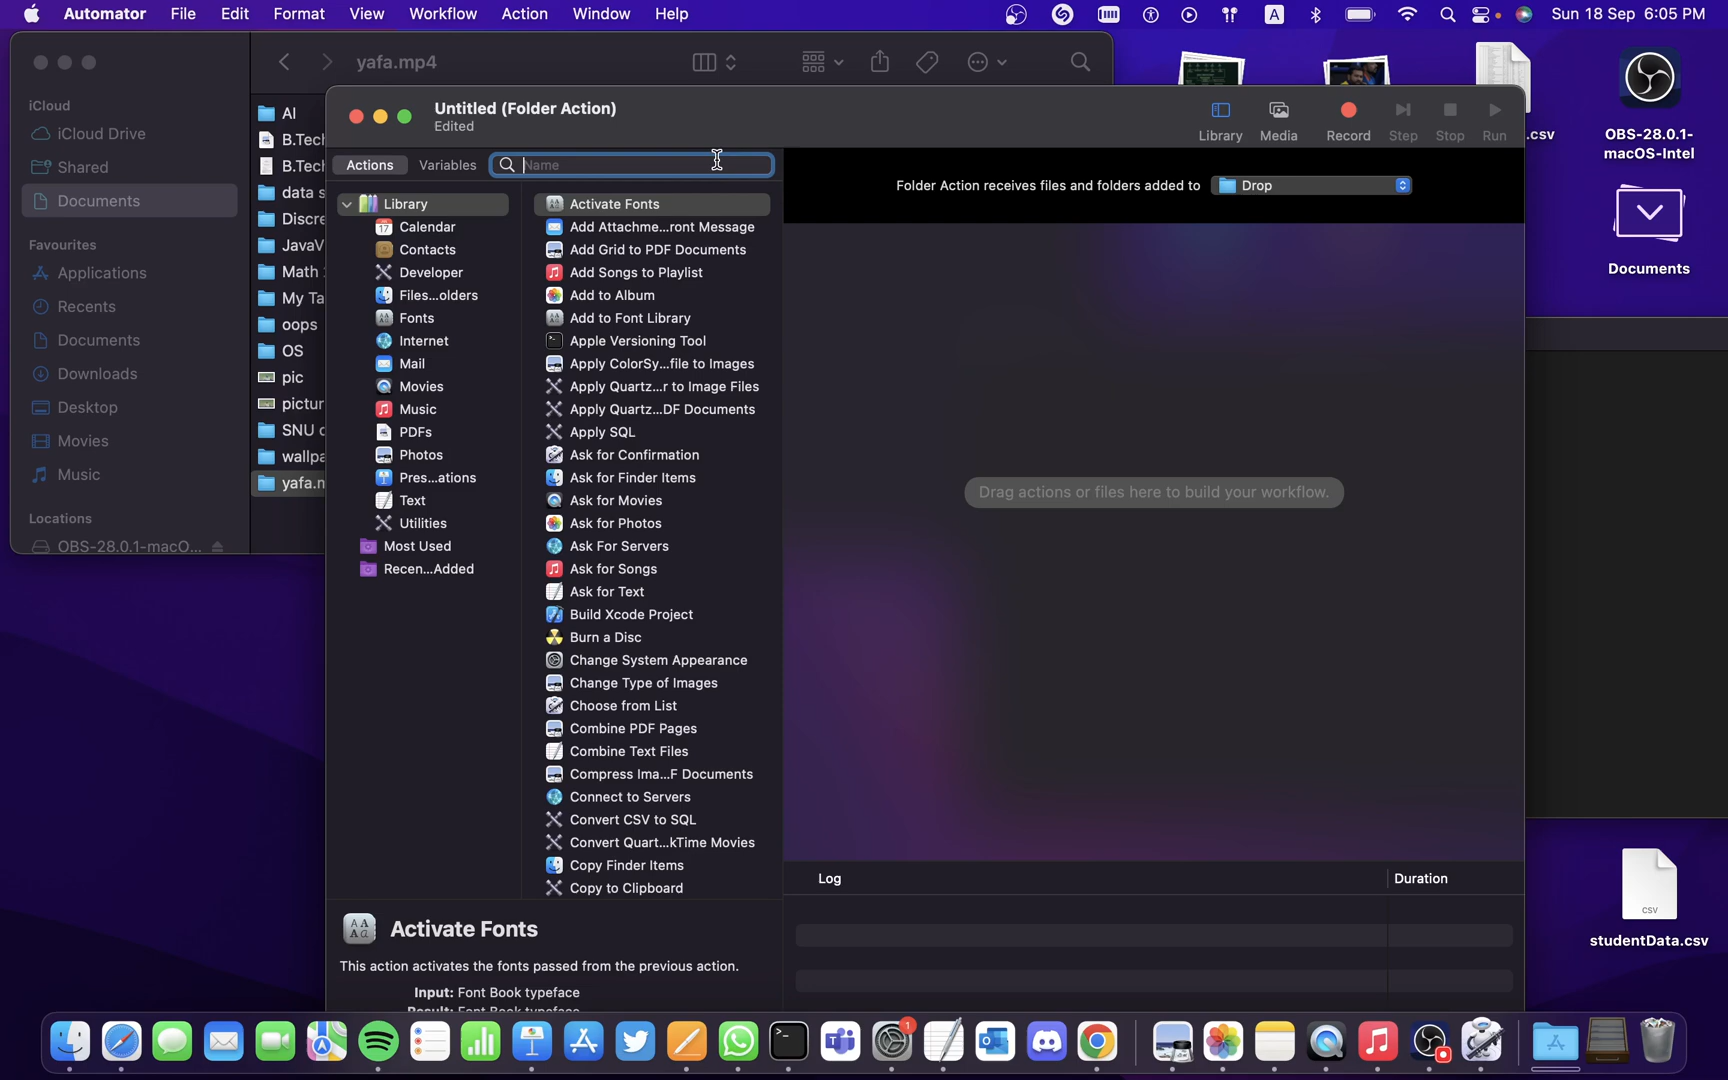 Automator File Edit Format View Workflow Action Window Help A Sun 18 Sep 6:05 PM
yafa.mp4
iCloud
iCloud Drive
Shared
Documents
Favourites
Applications
Recents
Documents
Downloads
Desktop
Movies
Music
Locations
OBS-28.0.1-macO...
AI
B.Tech
B.Tech
data s
Discre
JavaV
Math
My Ta
oops
OS
pic
pictur
SNU
wallpa
yafa.m
Untitled (Folder Action)
Edited
Library Media Record Step Stop Run
Actions Variables Name
Library
Calendar
Contacts
Developer
Files...olders
Fonts
Internet
Mail
Movies
Music
PDFs
Photos
Pres...ations
Text
Utilities
Most Used
Recen...Added
Activate Fonts
Add Attachme...ront Message
Add Grid to PDF Documents
Add Songs to Playlist
Add to Album
Add to Font Library
Apple Versioning Tool
Apply ColorSy...file to Images
Apply Quartz...r to Image Files
Apply Quartz...DF Documents
Apply SQL
Ask for Confirmation
Ask for Finder Items
Ask for Movies
Ask for Photos
Ask For Servers
Ask for Songs
Ask for Text
Build Xcode Project
Burn a Disc
Change System Appearance
Change Type of Images
Choose from List
Combine PDF Pages
Combine Text Files
Compress Ima...F Documents
Connect to Servers
Convert CSV to SQL
Convert Quart...kTime Movies
Copy Finder Items
Copy to Clipboard
Folder Action receives files and folders added to Drop
Drag actions or files here to build your workflow.
Log Duration
Activate Fonts
This action activates the fonts passed from the previous action.
Input: Font Book typeface
.csv
OBS-28.0.1-
macOS-Intel
Documents
csv
studentData.csv
1